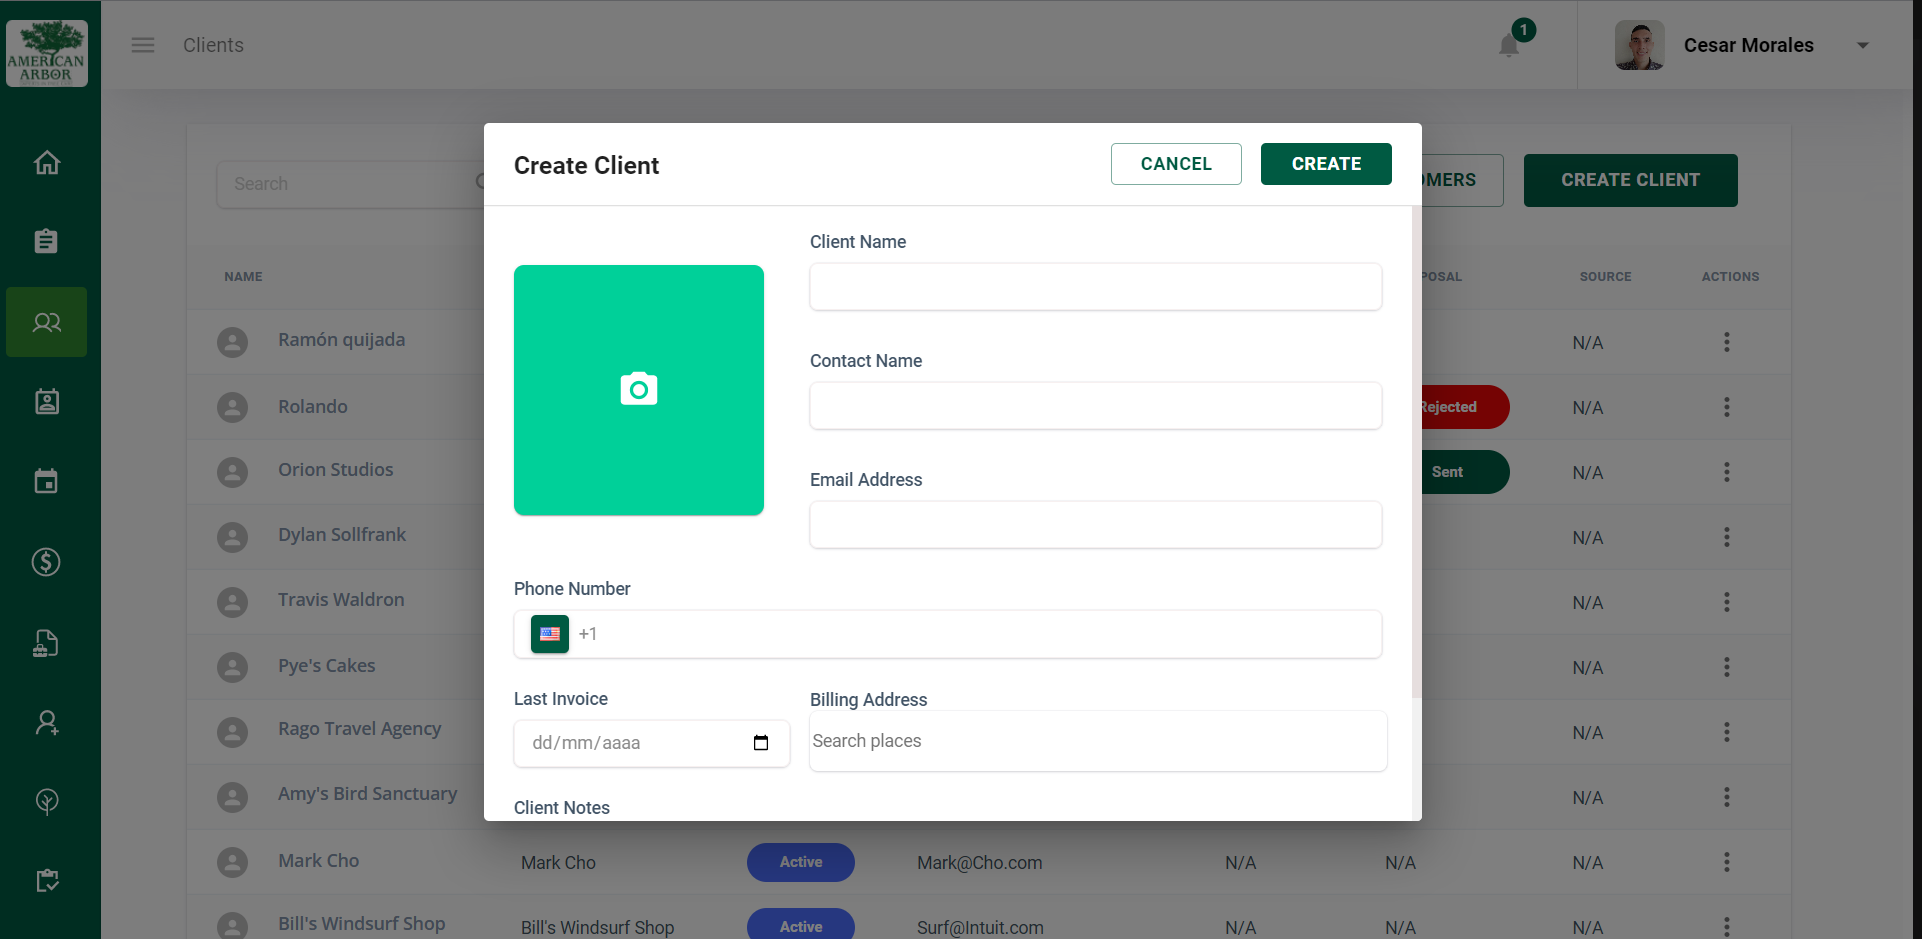 AMERICAN
ARBOR
Clients
1
Cesar Morales
Search
OMERS
CREATE CLIENT
Create Client
CANCEL
CREATE
NAME
POSAL
SOURCE
ACTIONS
Ramón quijada
N/A
Rolando
Rejected
N/A
Orion Studios
Sent
N/A
Dylan Sollfrank
N/A
Travis Waldron
N/A
Pye's Cakes
N/A
Rago Travel Agency
N/A
Amy's Bird Sanctuary
N/A
Mark Cho
Mark Cho
Active
Mark@Cho.com
N/A
N/A
N/A
Bill's Windsurf Shop
Bill's Windsurf Shop
Active
Surf@Intuit.com
N/A
N/A
N/A
Client Name
Contact Name
Email Address
Phone Number
+1
Last Invoice
dd/mm/aaaa
Billing Address
Search places
Client Notes